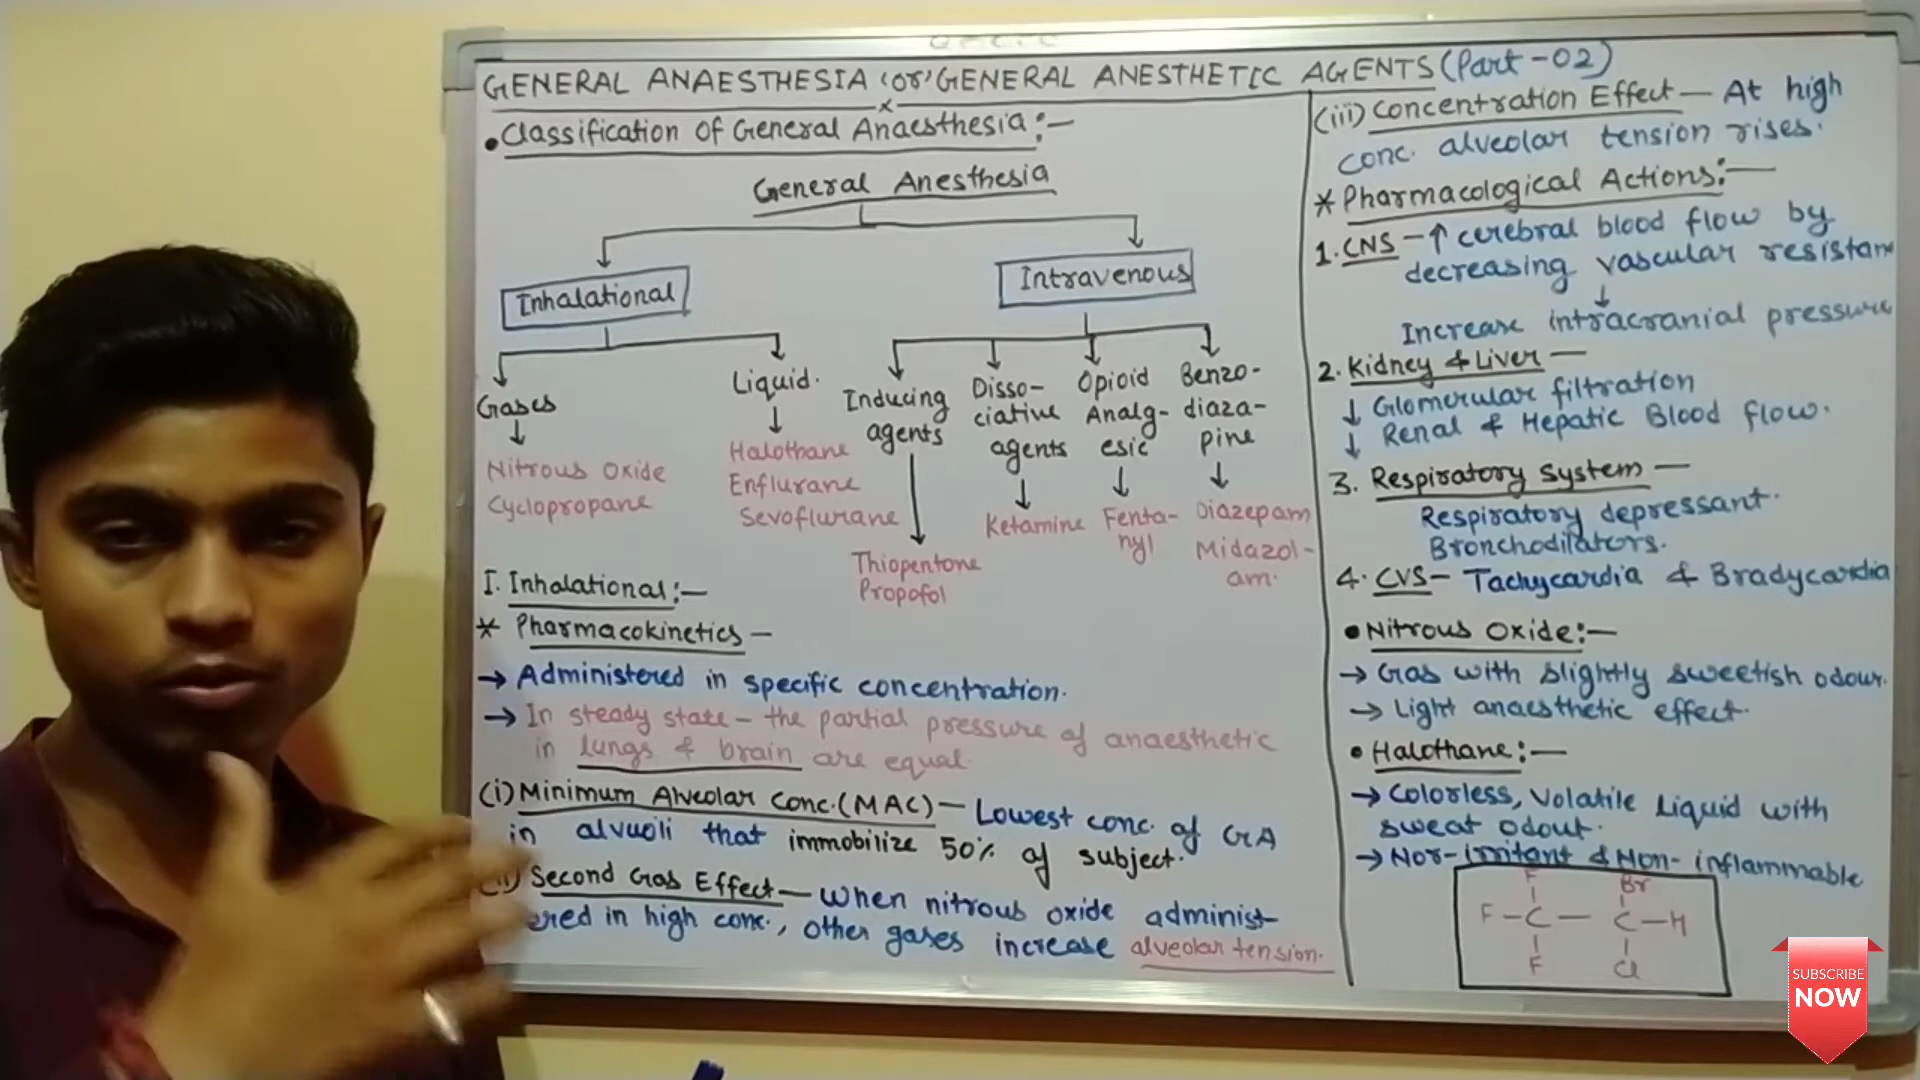 GENERAL ANAESTHESIA 'or' GENERAL ANESTHETIC AGENTS (Part-02)
• Classification of General Anaesthesia:-
General Anesthesia
Inhalational
Intravenous
Gases
Liquid.
Inducing
agents
Disso-
ciative
agents
Opioid
Analg-
esic
Benzo-
diaza-
pine
Nitrous Oxide
Cyclopropane
Halothane
Enflurane
Sevoflurane
Thiopentone
Propofol
Ketamine
Fenta-
nyl
Diazepam
Midazol-
am.
I. Inhalational:-
* Pharmacokinetics -
→ Administered in specific concentration.
→ In steady state - the partial pressure of anaesthetic
in lungs & brain are equal.
(i) Minimum Alveolar Conc. (MAC) - Lowest conc. of GA
in alvuoli that immobilize 50% of subject.
Second Gas Effect - When nitrous oxide administ-
ered in high conc., other gases increase alveolar tension.
(iii) Concentration Effect - At high
conc. alveolar tension rises.
* Pharmacological Actions:-
1. CNS - ↑ cerebral blood flow by
decreasing vascular resistan
↓
Increase intracranial pressure
2. Kidney & Liver -
↓ Glomerular filtration
↓ Renal & Hepatic Blood flow.
3. Respiratory System -
Respiratory depressant.
Bronchodilators.
4. CVS - Tachycardia & Bradycardia
• Nitrous Oxide:-
→ Gas with slightly sweetish odour.
→ Light anaesthetic effect.
• Halothane:-
→ Colorless, Volatile Liquid with
sweat odout.
→ Non-irritant & Non-inflammable
F Br
F-C-C-H
F Cl
SUBSCRIBE
NOW